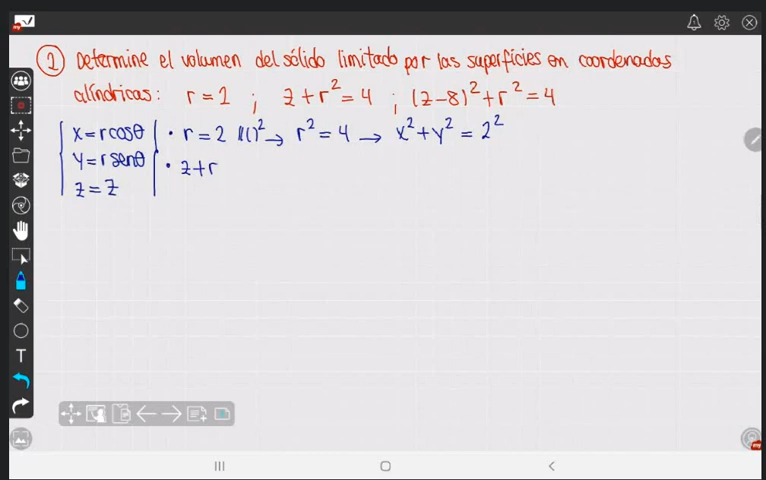 2 Determine el volumen del sólido limitado por las superficies en coordenadas
cilíndricas: r = 2 ; z + r² = 4 ; (z-8)² + r² = 4
x = r cosθ • r = 2 //()² → r² = 4 → x² + y² = 2²
y = r senθ • z + r
z = z
T